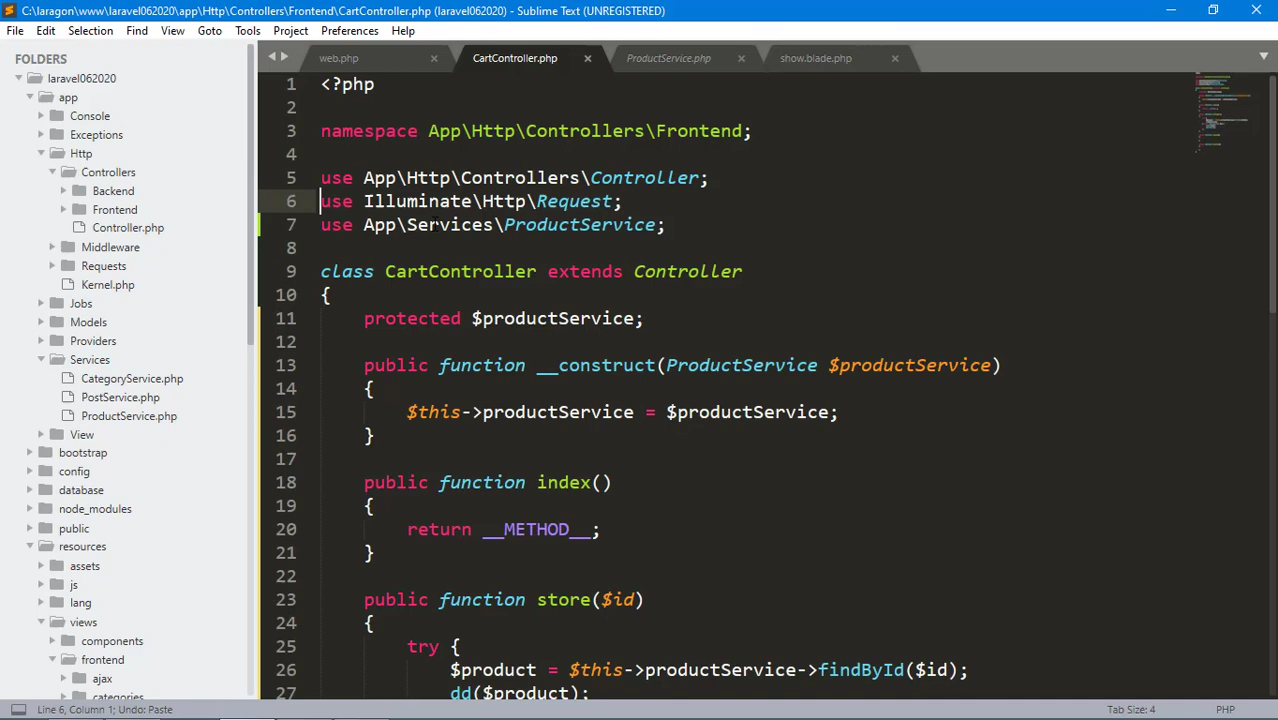 C:\laragon\www\laravel062020\app\Http\Controllers\Frontend\CartController.php (laravel062020) - Sublime Text (UNREGISTERED)
File Edit Selection Find View Goto Tools Project Preferences Help
FOLDERS
laravel062020
app
Console
Exceptions
Http
Controllers
Backend
Frontend
Controller.php
Middleware
Requests
Kernel.php
Jobs
Models
Providers
Services
CategoryService.php
PostService.php
ProductService.php
View
bootstrap
config
database
node_modules
public
resources
assets
js
lang
views
components
frontend
ajax
categories
web.php CartController.php ProductService.php show.blade.php
1 <?php
2
3 namespace App\Http\Controllers\Frontend;
4
5 use App\Http\Controllers\Controller;
6 use Illuminate\Http\Request;
7 use App\Services\ProductService;
8
9 class CartController extends Controller
10 {
11 protected $productService;
12
13 public function __construct(ProductService $productService)
14 {
15 $this->productService = $productService;
16 }
17
18 public function index()
19 {
20 return __METHOD__;
21 }
22
23 public function store($id)
24 {
25 try {
26 $product = $this->productService->findById($id);
27 dd($product);
Line 6, Column 1; Undo: Paste Tab Size: 4 PHP